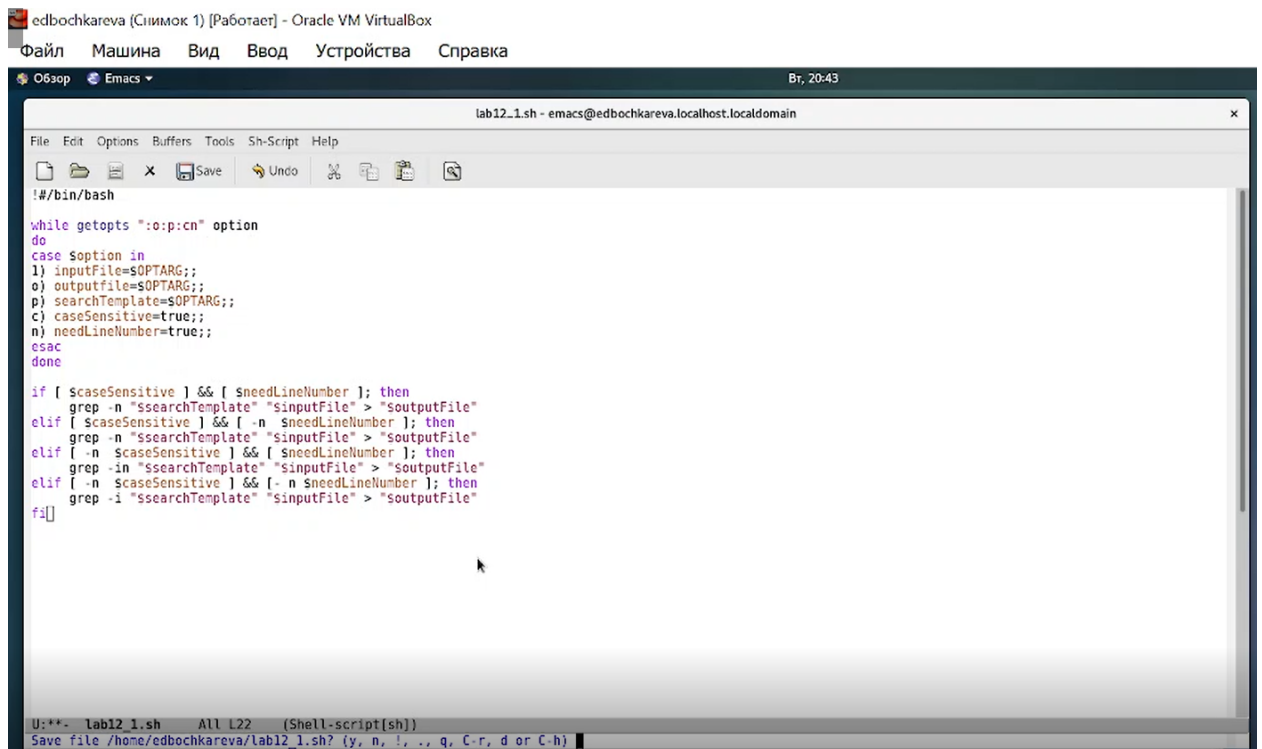 edbochkareva (Снимок 1) [Работает] - Oracle VM VirtualBox
Файл Машина Вид Ввод Устройства Справка
Обзор Emacs Вт, 20:43
lab12_1.sh - emacs@edbochkareva.localhost.localdomain
File Edit Options Buffers Tools Sh-Script Help
Save Undo
!#/bin/bash
while getopts ":o:p:cn" option
do
case $option in
l) inputFile=$OPTARG;;
o) outputfile=$OPTARG;;
p) searchTemplate=$OPTARG;;
c) caseSensitive=true;;
n) needLineNumber=true;;
esac
done
if [ $caseSensitive ] && [ $needLineNumber ]; then
grep -n "$searchTemplate" "$inputFile" > "$outputFile"
elif [ $caseSensitive ] && [ -n $needLineNumber ]; then
grep -n "$searchTemplate" "$inputFile" > "$outputFile"
elif [ -n $caseSensitive ] && [ $needLineNumber ]; then
grep -in "$searchTemplate" "$inputFile" > "$outputFile"
elif [ -n $caseSensitive ] && [- n $needLineNumber ]; then
grep -i "$searchTemplate" "$inputFile" > "$outputFile"
fi
U:**- lab12_1.sh All L22 (Shell-script[sh])
Save file /home/edbochkareva/lab12_1.sh? (y, n, !, ., q, C-r, d or C-h)